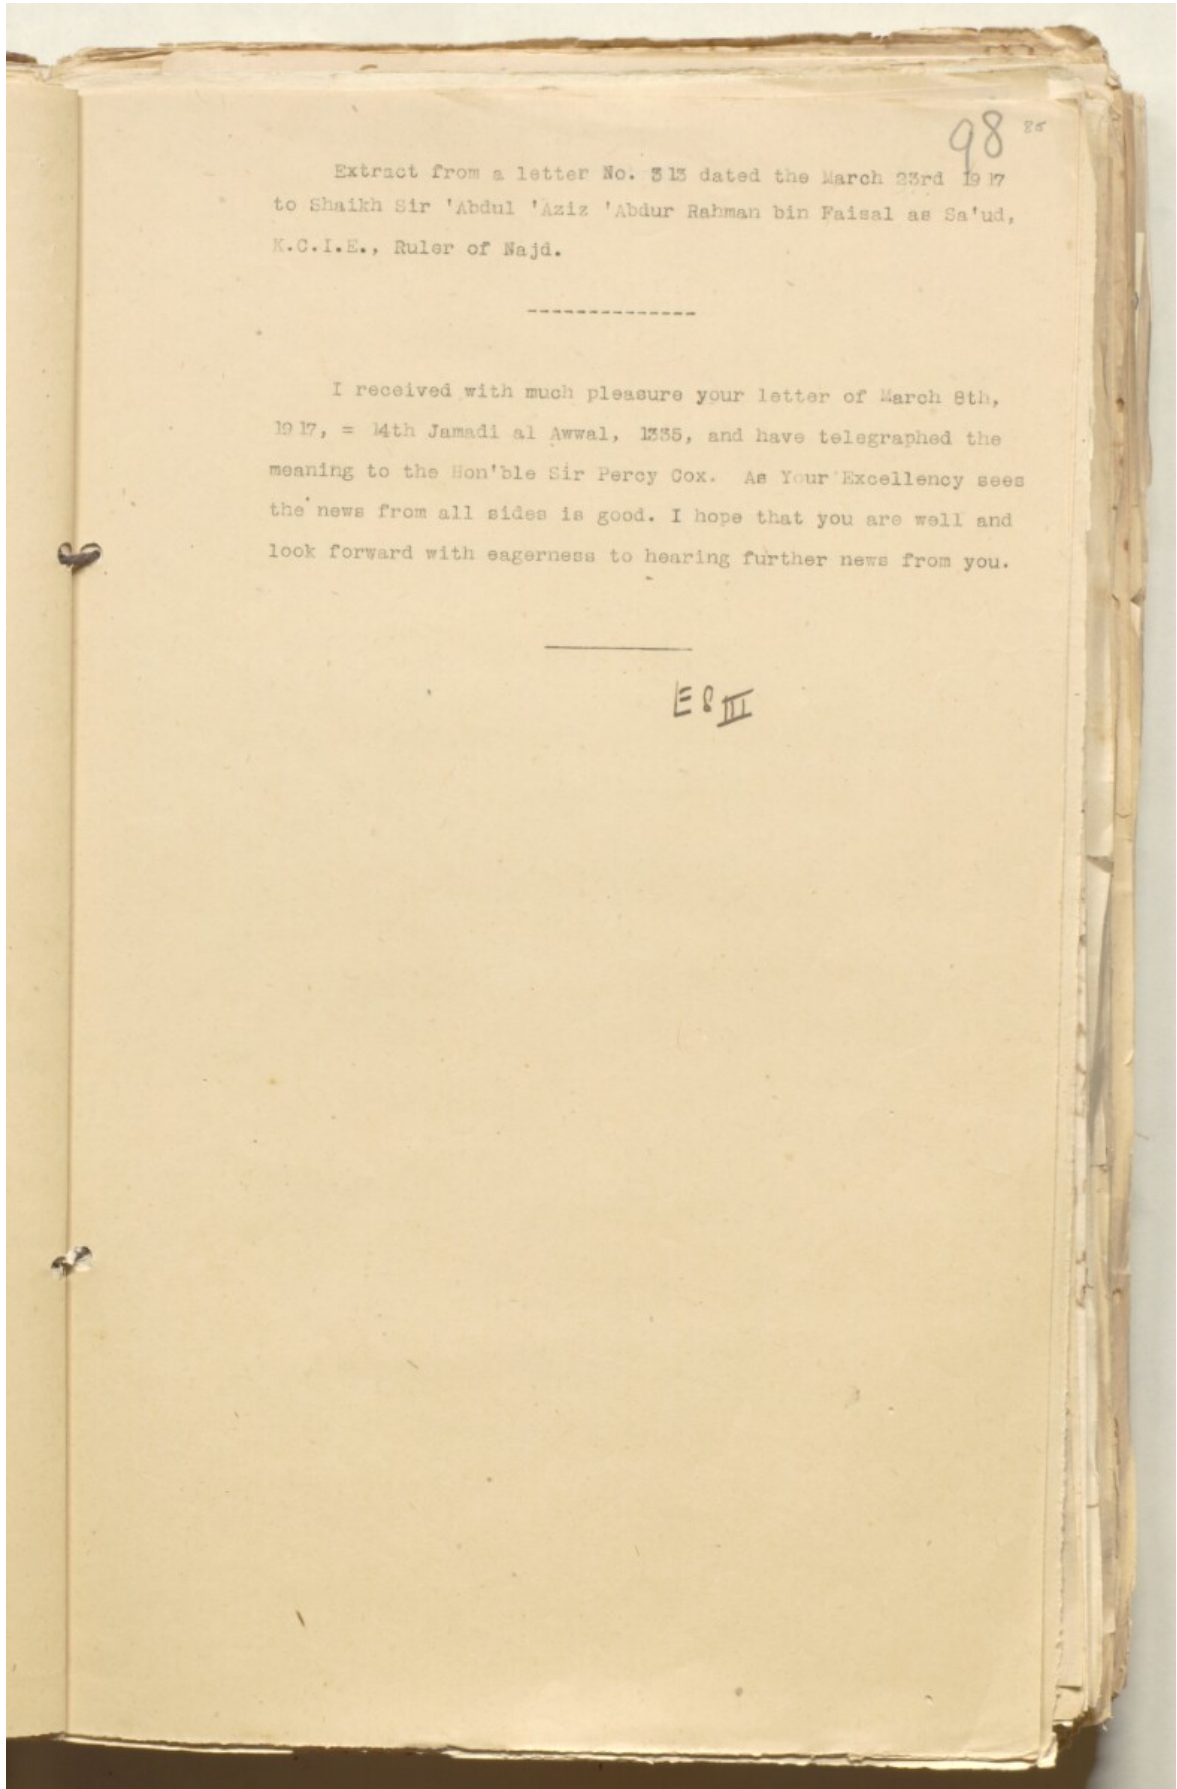 98 85
Extract from a letter No. 313 dated the March 23rd 1917
to Shaikh Sir 'Abdul 'Aziz 'Abdur Rahman bin Faisal as Sa'ud,
K.C.I.E., Ruler of Najd.
--------------
I received with much pleasure your letter of March 8th,
1917, = 14th Jamadi al Awwal, 1335, and have telegraphed the
meaning to the Hon'ble Sir Percy Cox. As Your Excellency sees
the news from all sides is good. I hope that you are well and
look forward with eagerness to hearing further news from you.
E 8 III